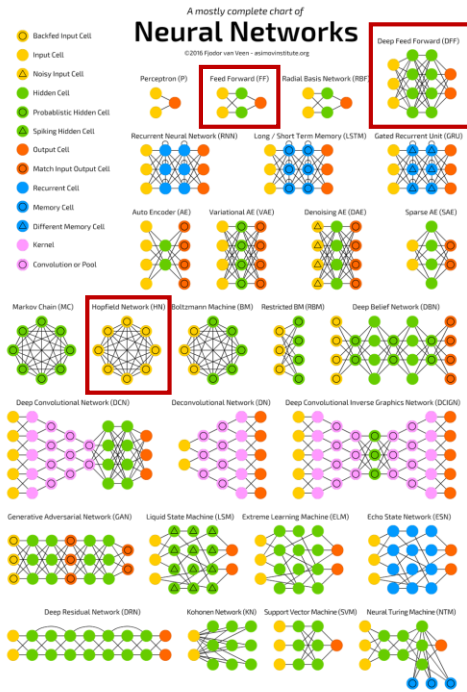 A mostly complete chart of
Neural Networks
©2016 Fjodor van Veen - asimovinstitute.org
Backfed Input Cell
Input Cell
Noisy Input Cell
Hidden Cell
Probablistic Hidden Cell
Spiking Hidden Cell
Output Cell
Match Input Output Cell
Recurrent Cell
Memory Cell
Different Memory Cell
Kernel
Convolution or Pool
Perceptron (P)
Feed Forward (FF)
Radial Basis Network (RBF)
Deep Feed Forward (DFF)
Recurrent Neural Network (RNN)
Long / Short Term Memory (LSTM)
Gated Recurrent Unit (GRU)
Auto Encoder (AE)
Variational AE (VAE)
Denoising AE (DAE)
Sparse AE (SAE)
Markov Chain (MC)
Hopfield Network (HN)
Boltzmann Machine (BM)
Restricted BM (RBM)
Deep Belief Network (DBN)
Deep Convolutional Network (DCN)
Deconvolutional Network (DN)
Deep Convolutional Inverse Graphics Network (DCIGN)
Generative Adversarial Network (GAN)
Liquid State Machine (LSM)
Extreme Learning Machine (ELM)
Echo State Network (ESN)
Deep Residual Network (DRN)
Kohonen Network (KN)
Support Vector Machine (SVM)
Neural Turing Machine (NTM)